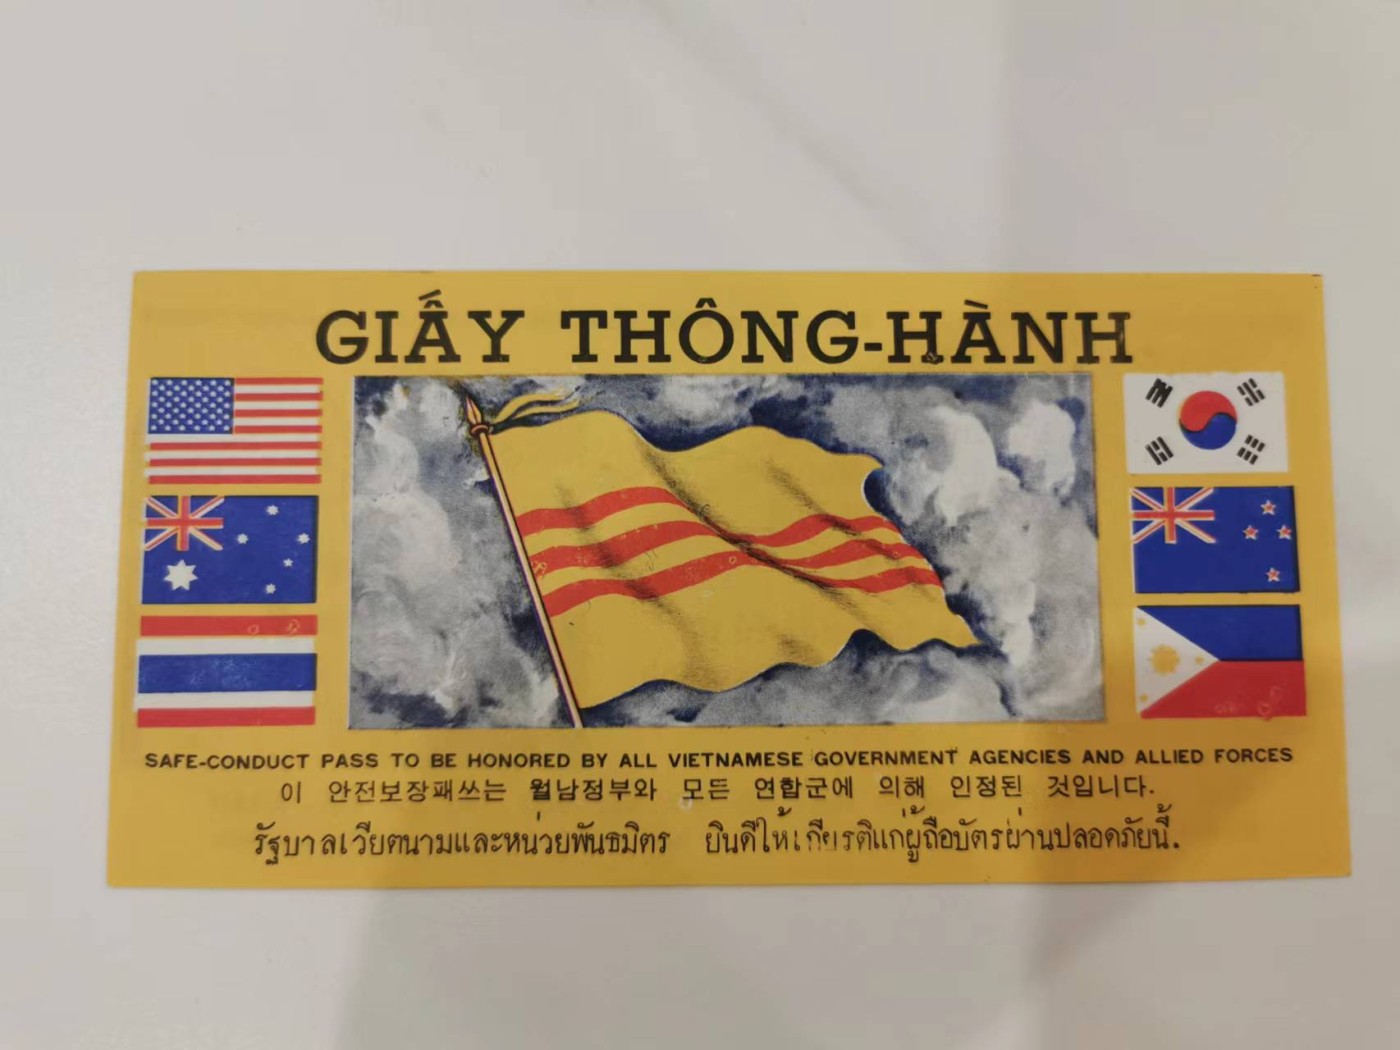 GIẤY THÔNG-HÀNH
SAFE-CONDUCT PASS TO BE HONORED BY ALL VIETNAMESE GOVERNMENT AGENCIES AND ALLIED FORCES
이 안전보장패쓰는 월남정부와 모든 연합군에 의해 인정된 것입니다.
รัฐบาลเวียตนามและหน่วยพันธมิตร ยินดีให้เกียรติแก่ผู้ถือบัตรผ่านปลอดภัยนี้.